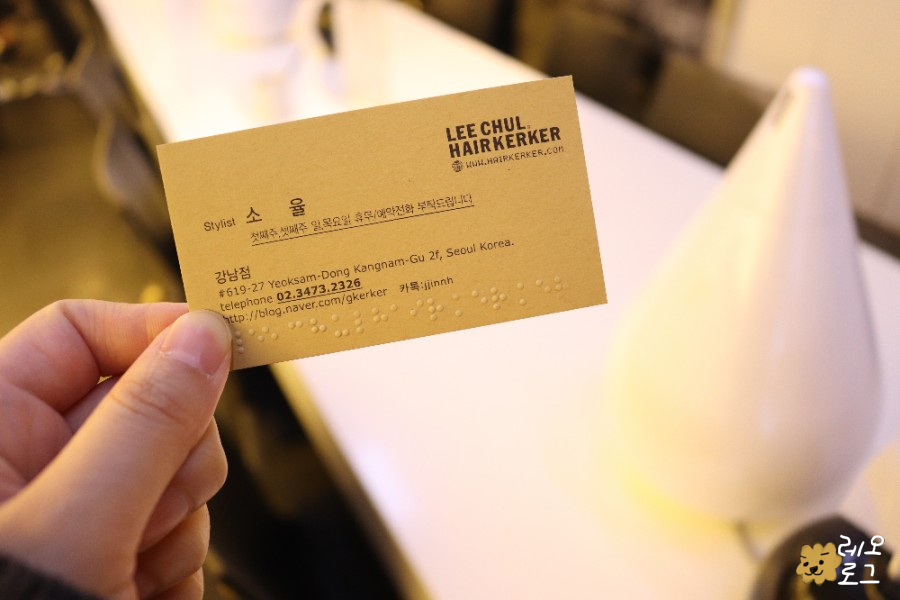 LEE CHUL
HAIRKERKER
WWW.HAIRKERKER.COM
Stylist 소 율
첫째주,셋째주 일,목요일 휴무/예약전화 부탁드립니다
강남점
#619-27 Yeoksam-Dong Kangnam-Gu 2f, Seoul Korea.
telephone 02.3473.2326
http://blog.naver.com/gkerker 카톡:jjinnh
레오
로그